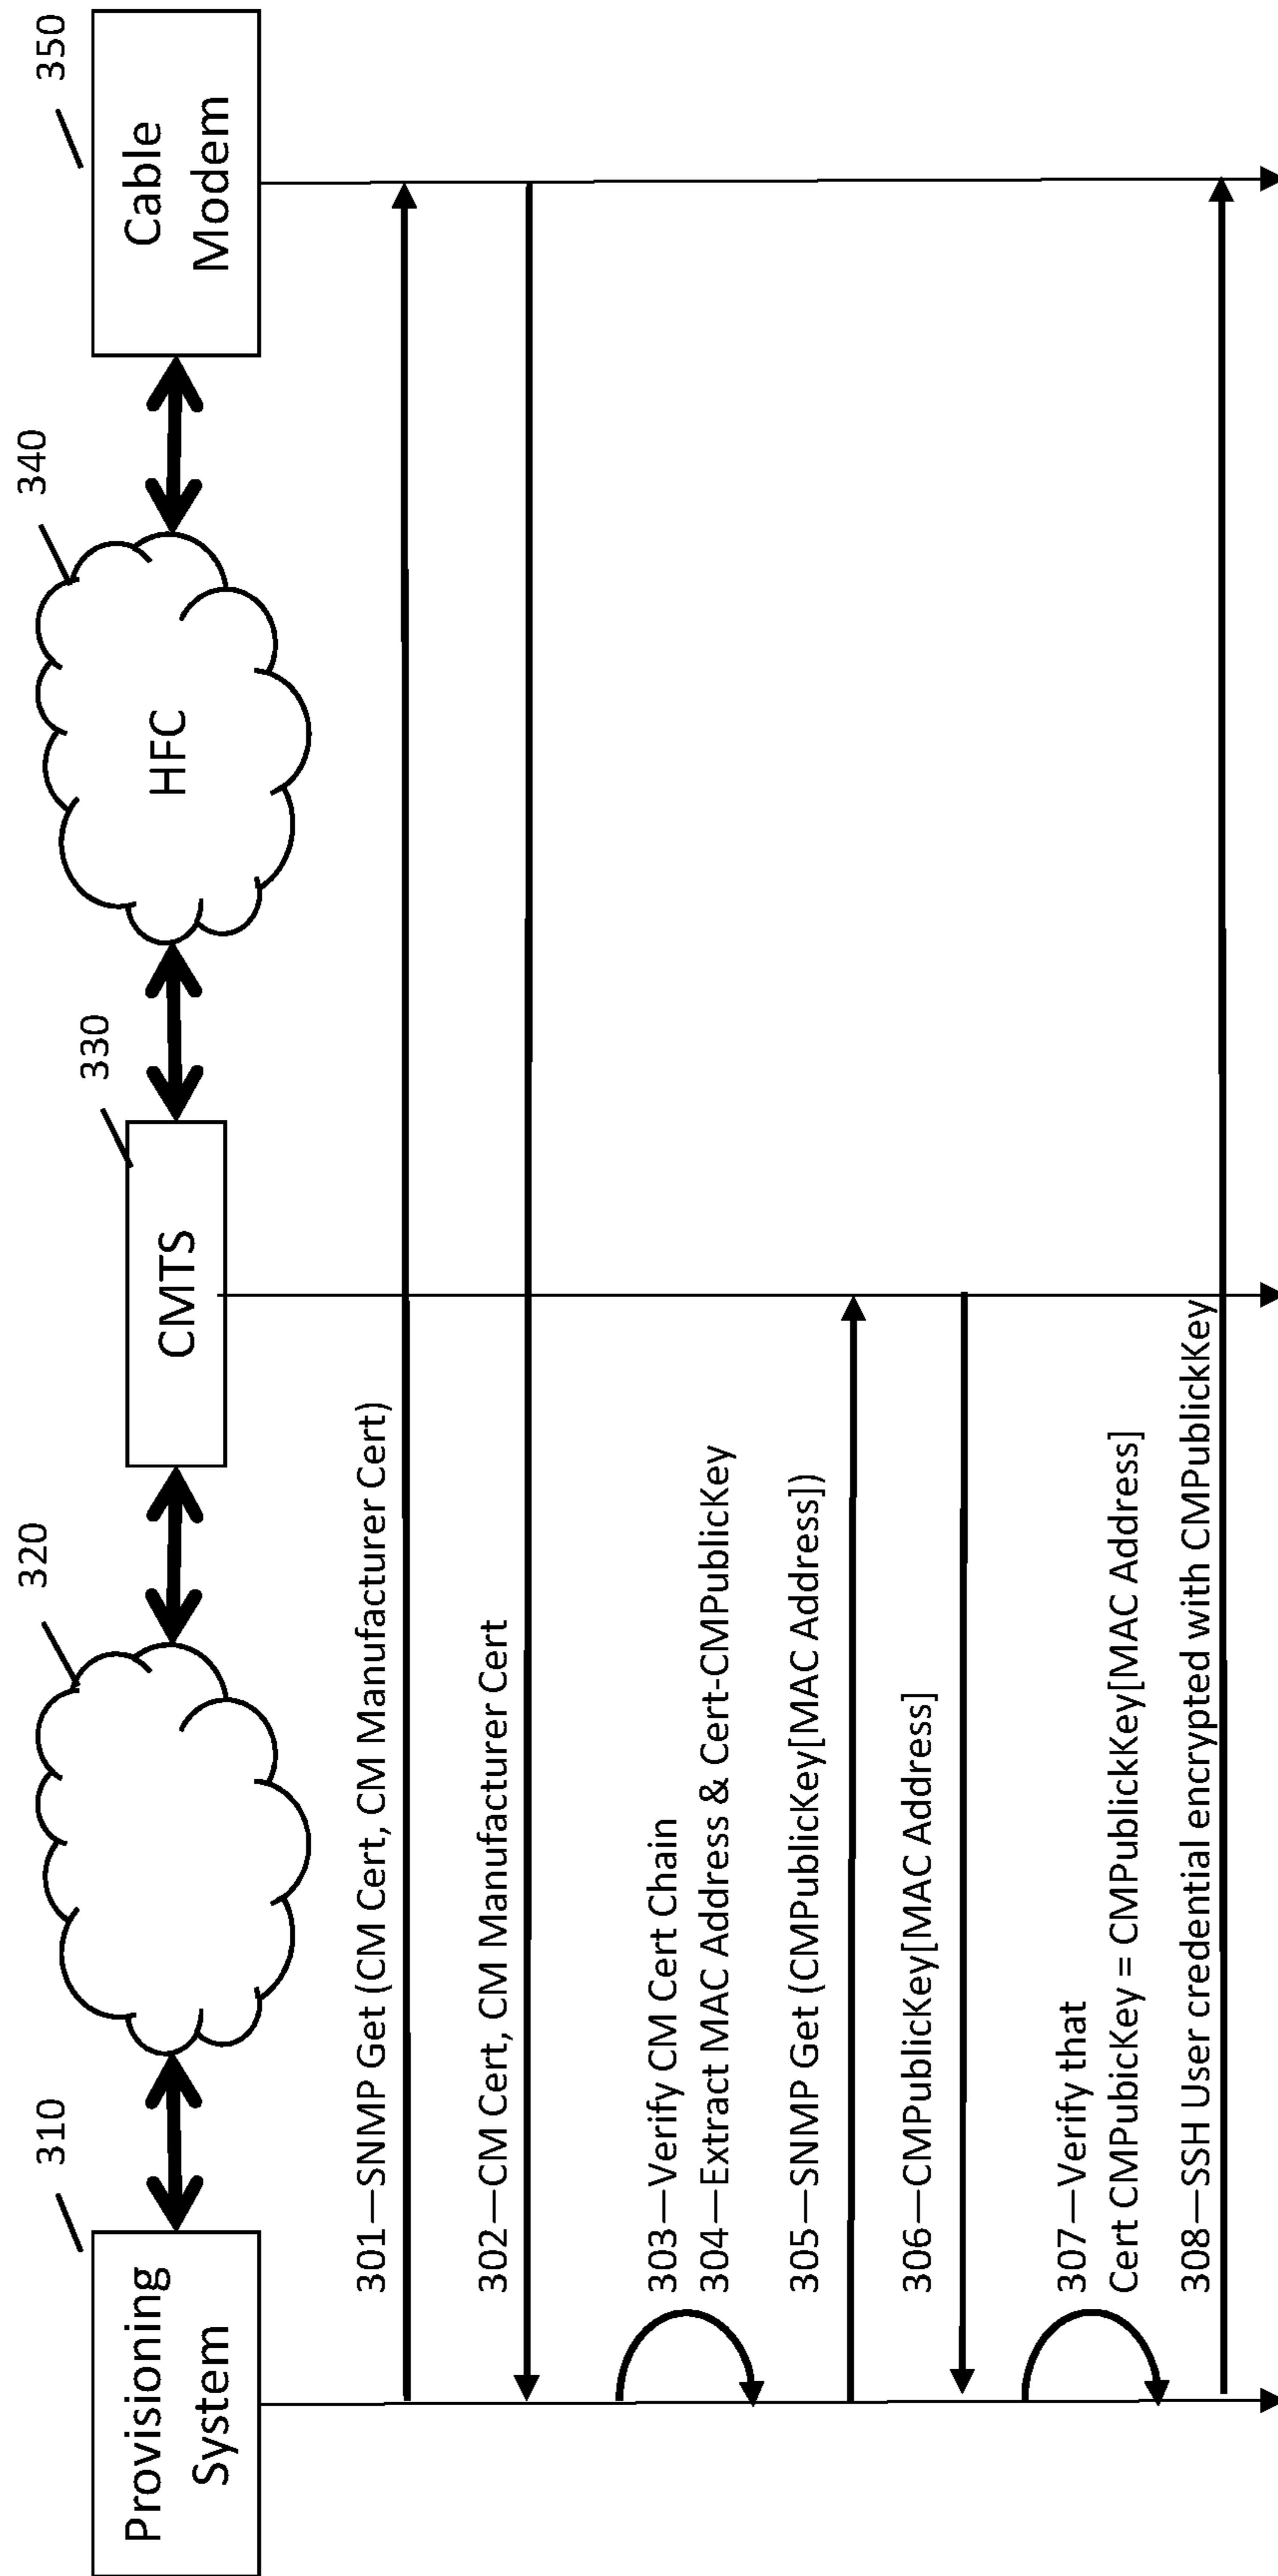 310
320
330
340
350
Provisioning
System
CMTS
HFC
Cable
Modem
301—SNMP Get (CM Cert, CM Manufacturer Cert)
302—CM Cert, CM Manufacturer Cert
303—Verify CM Cert Chain
304—Extract MAC Address & Cert-CMPublicKey
305—SNMP Get (CMPublicKey[MAC Address])
306—CMPublicKey[MAC Address]
307—Verify that
Cert CMPubicKey = CMPublickKey[MAC Address]
308—SSH User credential encrypted with CMPublickKey